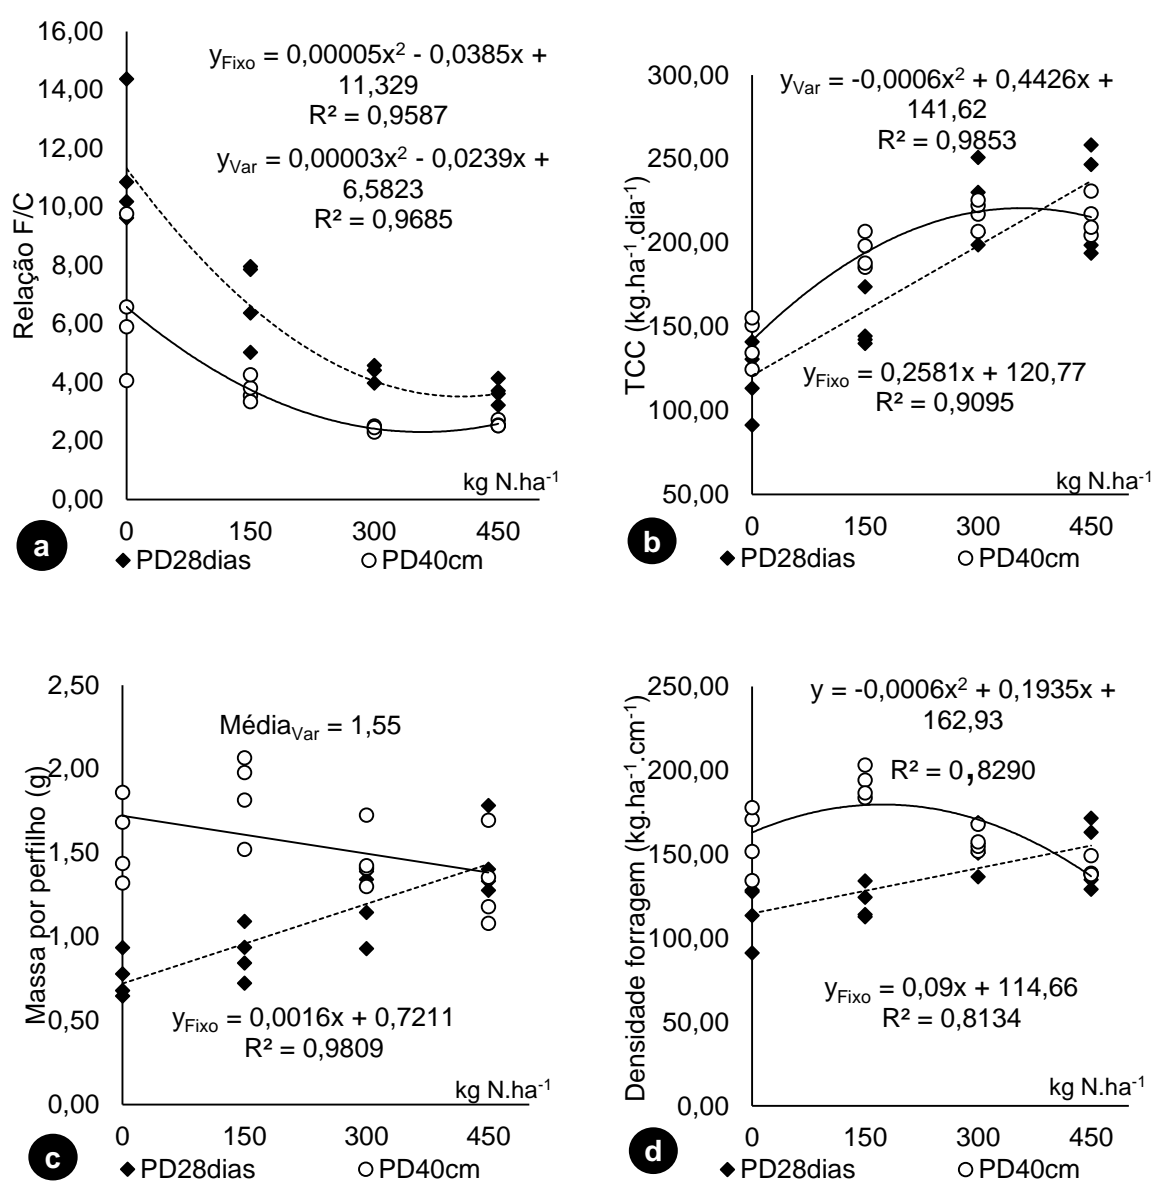 16,00
14,00
12,00
10,00
8,00
6,00
4,00
2,00
0,00
Relação F/C
y_Fixo = 0,00005x² - 0,0385x +
11,329
R² = 0,9587
y_Var = 0,00003x² - 0,0239x +
6,5823
R² = 0,9685
kg N.ha⁻¹
0 150 300 450
a
PD28dias PD40cm
300,00
250,00
200,00
150,00
100,00
50,00
TCC (kg.ha⁻¹.dia⁻¹)
y_Var = -0,0006x² + 0,4426x +
141,62
R² = 0,9853
y_Fixo = 0,2581x + 120,77
R² = 0,9095
kg N.ha⁻¹
0 150 300 450
b
PD28dias PD40cm
2,50
2,00
1,50
1,00
0,50
0,00
Massa por perfilho (g)
Média_Var = 1,55
y_Fixo = 0,0016x + 0,7211
R² = 0,9809
kg N.ha⁻¹
0 150 300 450
c
PD28dias PD40cm
250,00
200,00
150,00
100,00
50,00
0,00
Densidade forragem (kg.ha⁻¹.cm⁻¹)
y = -0,0006x² + 0,1935x +
162,93
R² = 0,8290
y_Fixo = 0,09x + 114,66
R² = 0,8134
kg N.ha⁻¹
0 150 300 450
d
PD28dias PD40cm